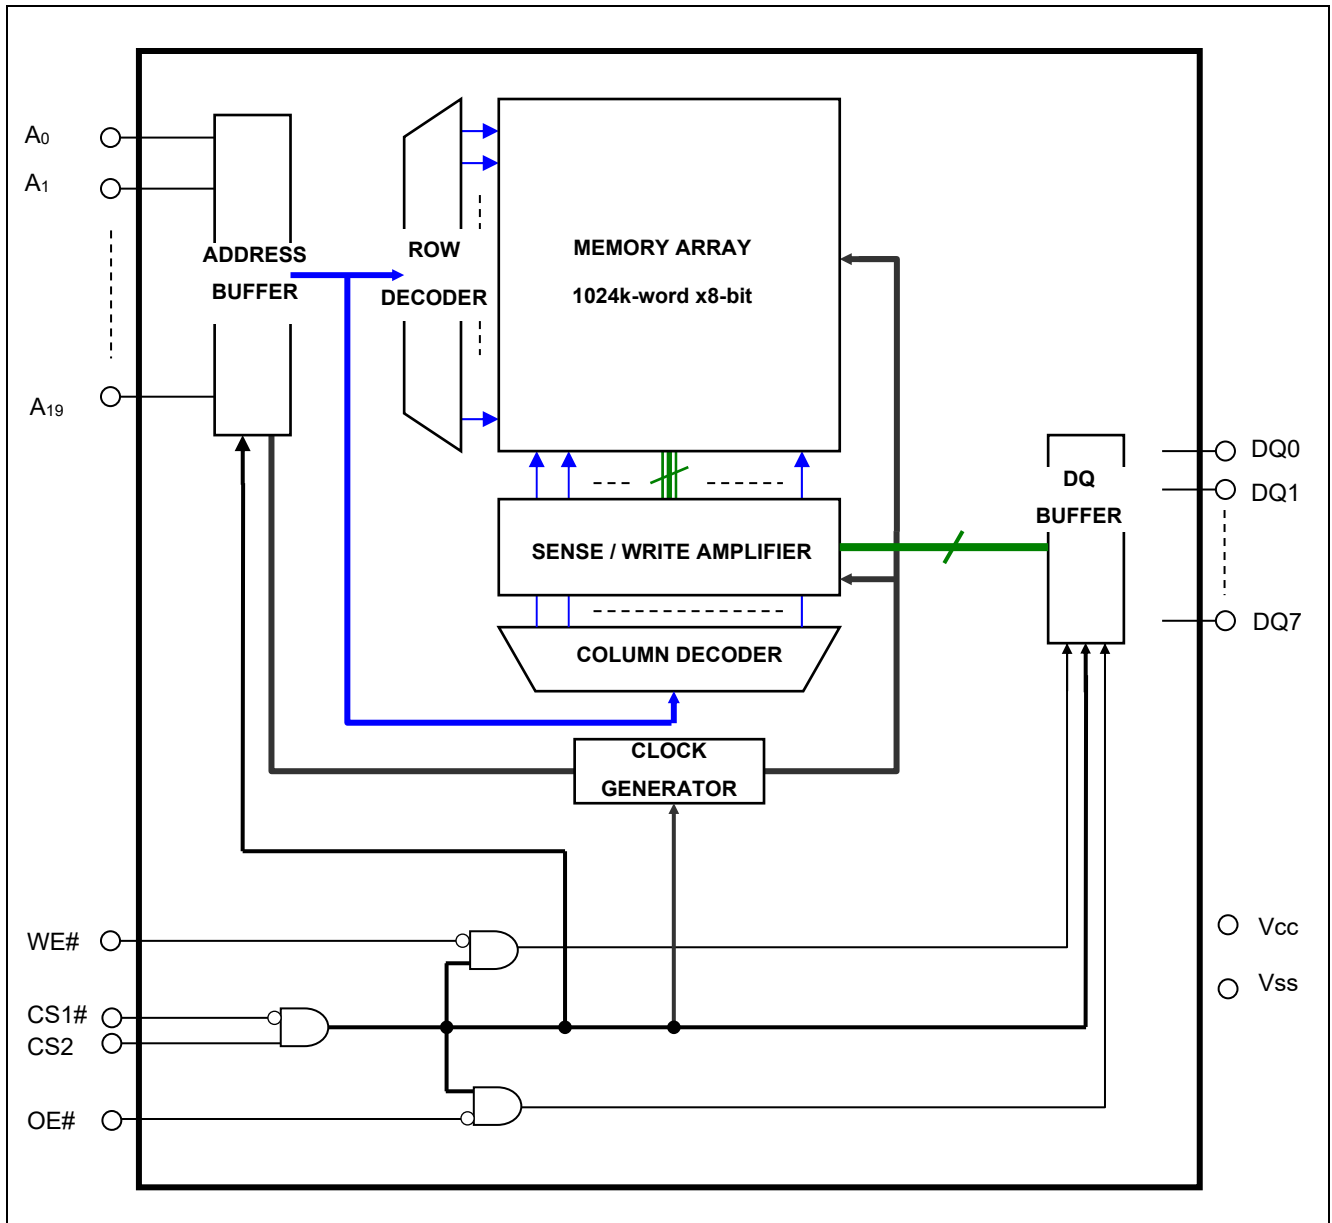 A0
A1
A19
ADDRESS
BUFFER
ROW
DECODER
MEMORY ARRAY
1024k-word x8-bit
SENSE / WRITE AMPLIFIER
COLUMN DECODER
CLOCK
GENERATOR
DQ
BUFFER
DQ0
DQ1
DQ7
WE#
CS1#
CS2
OE#
Vcc
Vss